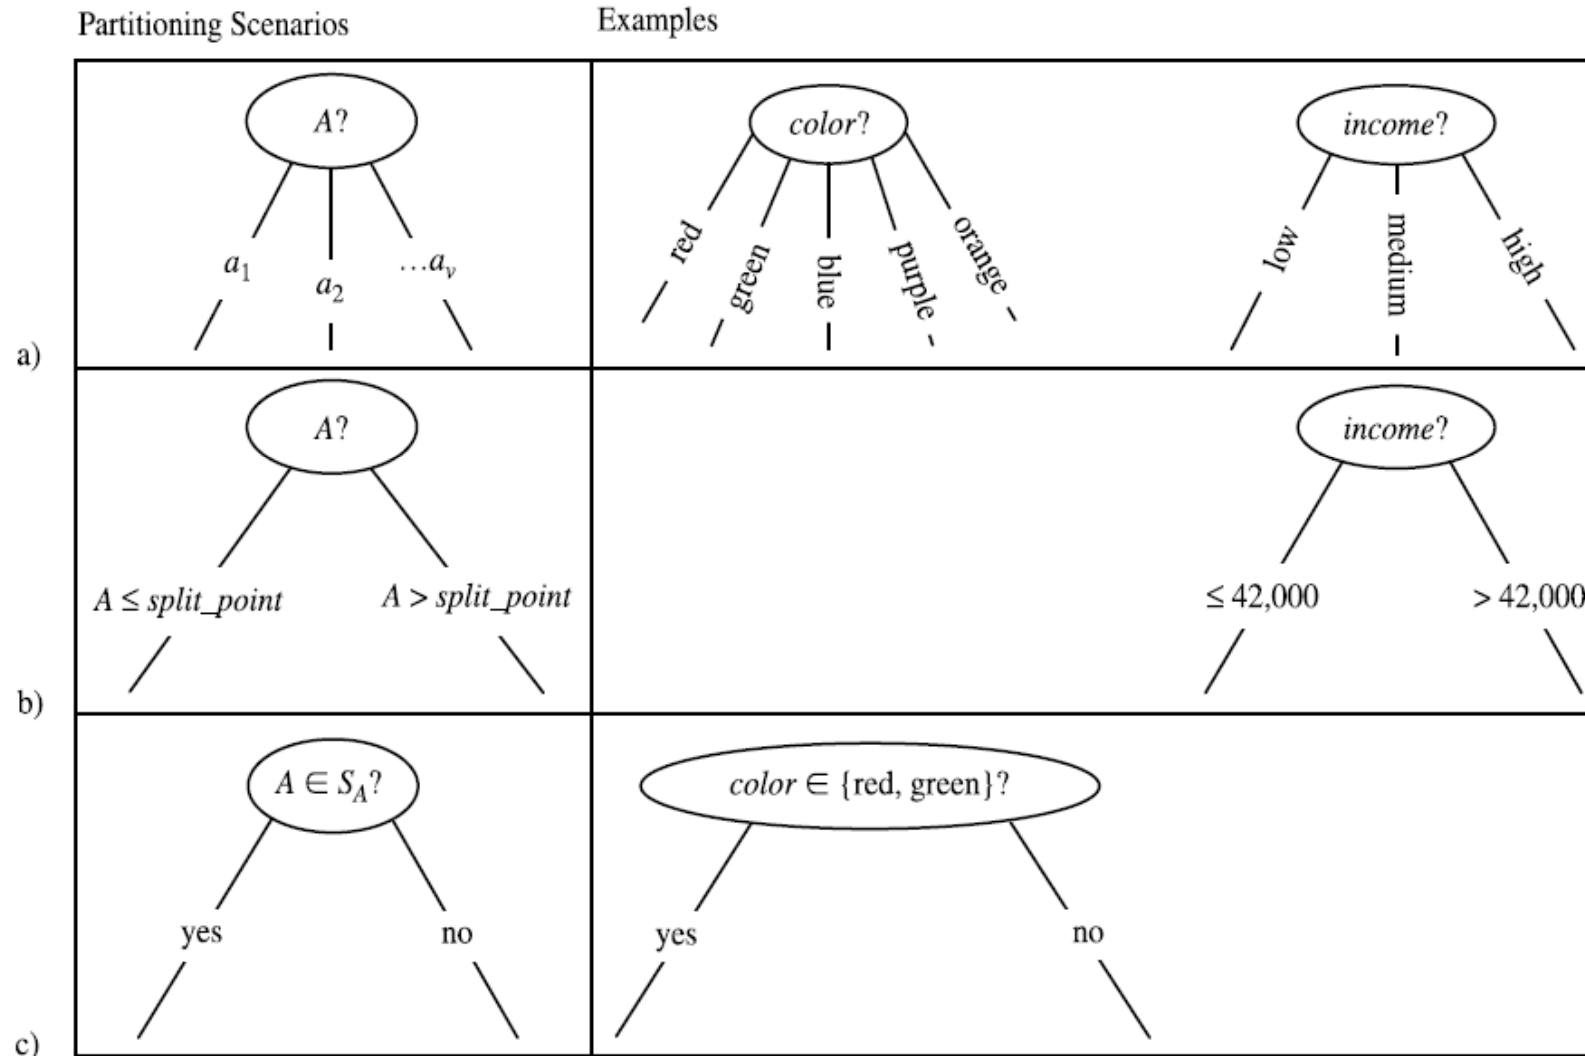 Partitioning Scenarios
Examples
A?
a₁
a₂
…aᵥ
color?
red
green
blue
purple
orange
income?
low
medium
high
a)
A?
A ≤ split_point
A > split_point
income?
≤ 42,000
> 42,000
b)
A ∈ S_A?
yes
no
color ∈ {red, green}?
yes
no
c)